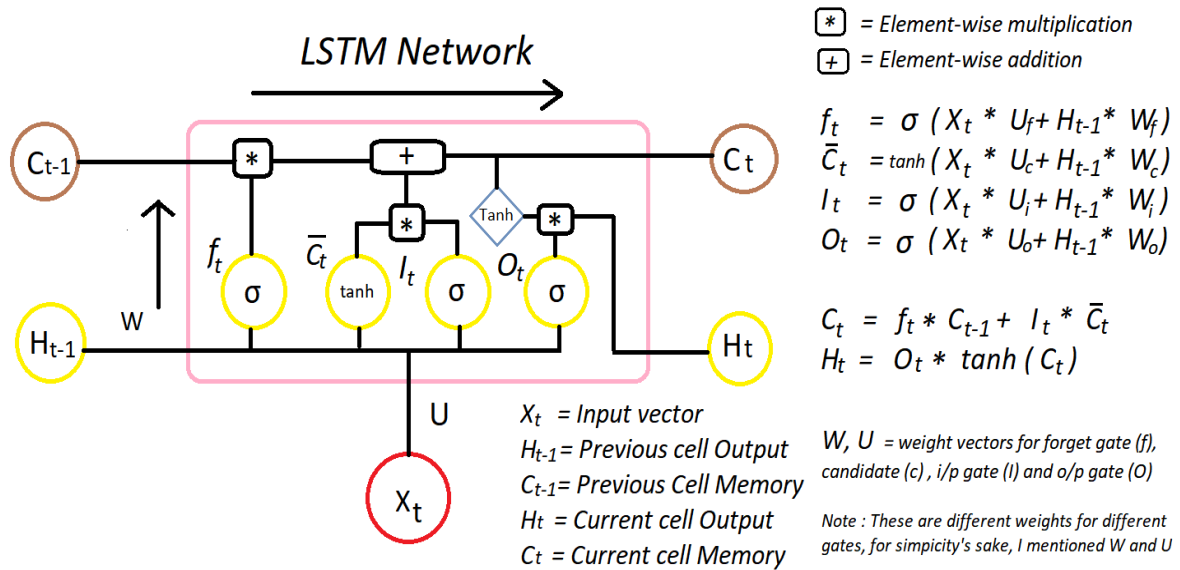 LSTM Network
* = Element-wise multiplication
+ = Element-wise addition
Ct-1
*
+
Ct
Tanh
*
*
ft
C̅t
It
Ot
σ
tanh
σ
σ
W
Ht-1
Ht
U
Xt
ft = σ ( Xt * Uf + Ht-1 * Wf )
C̅t = tanh ( Xt * Uc + Ht-1 * Wc )
It = σ ( Xt * Ui + Ht-1 * Wi )
Ot = σ ( Xt * Uo + Ht-1 * Wo )
Ct = ft * Ct-1 + It * C̅t
Ht = Ot * tanh ( Ct )
Xt = Input vector
Ht-1 = Previous cell Output
Ct-1 = Previous Cell Memory
Ht = Current cell Output
Ct = Current cell Memory
W, U = weight vectors for forget gate (f),
candidate (c) , i/p gate (I) and o/p gate (O)
Note : These are different weights for different
gates, for simpicity's sake, I mentioned W and U